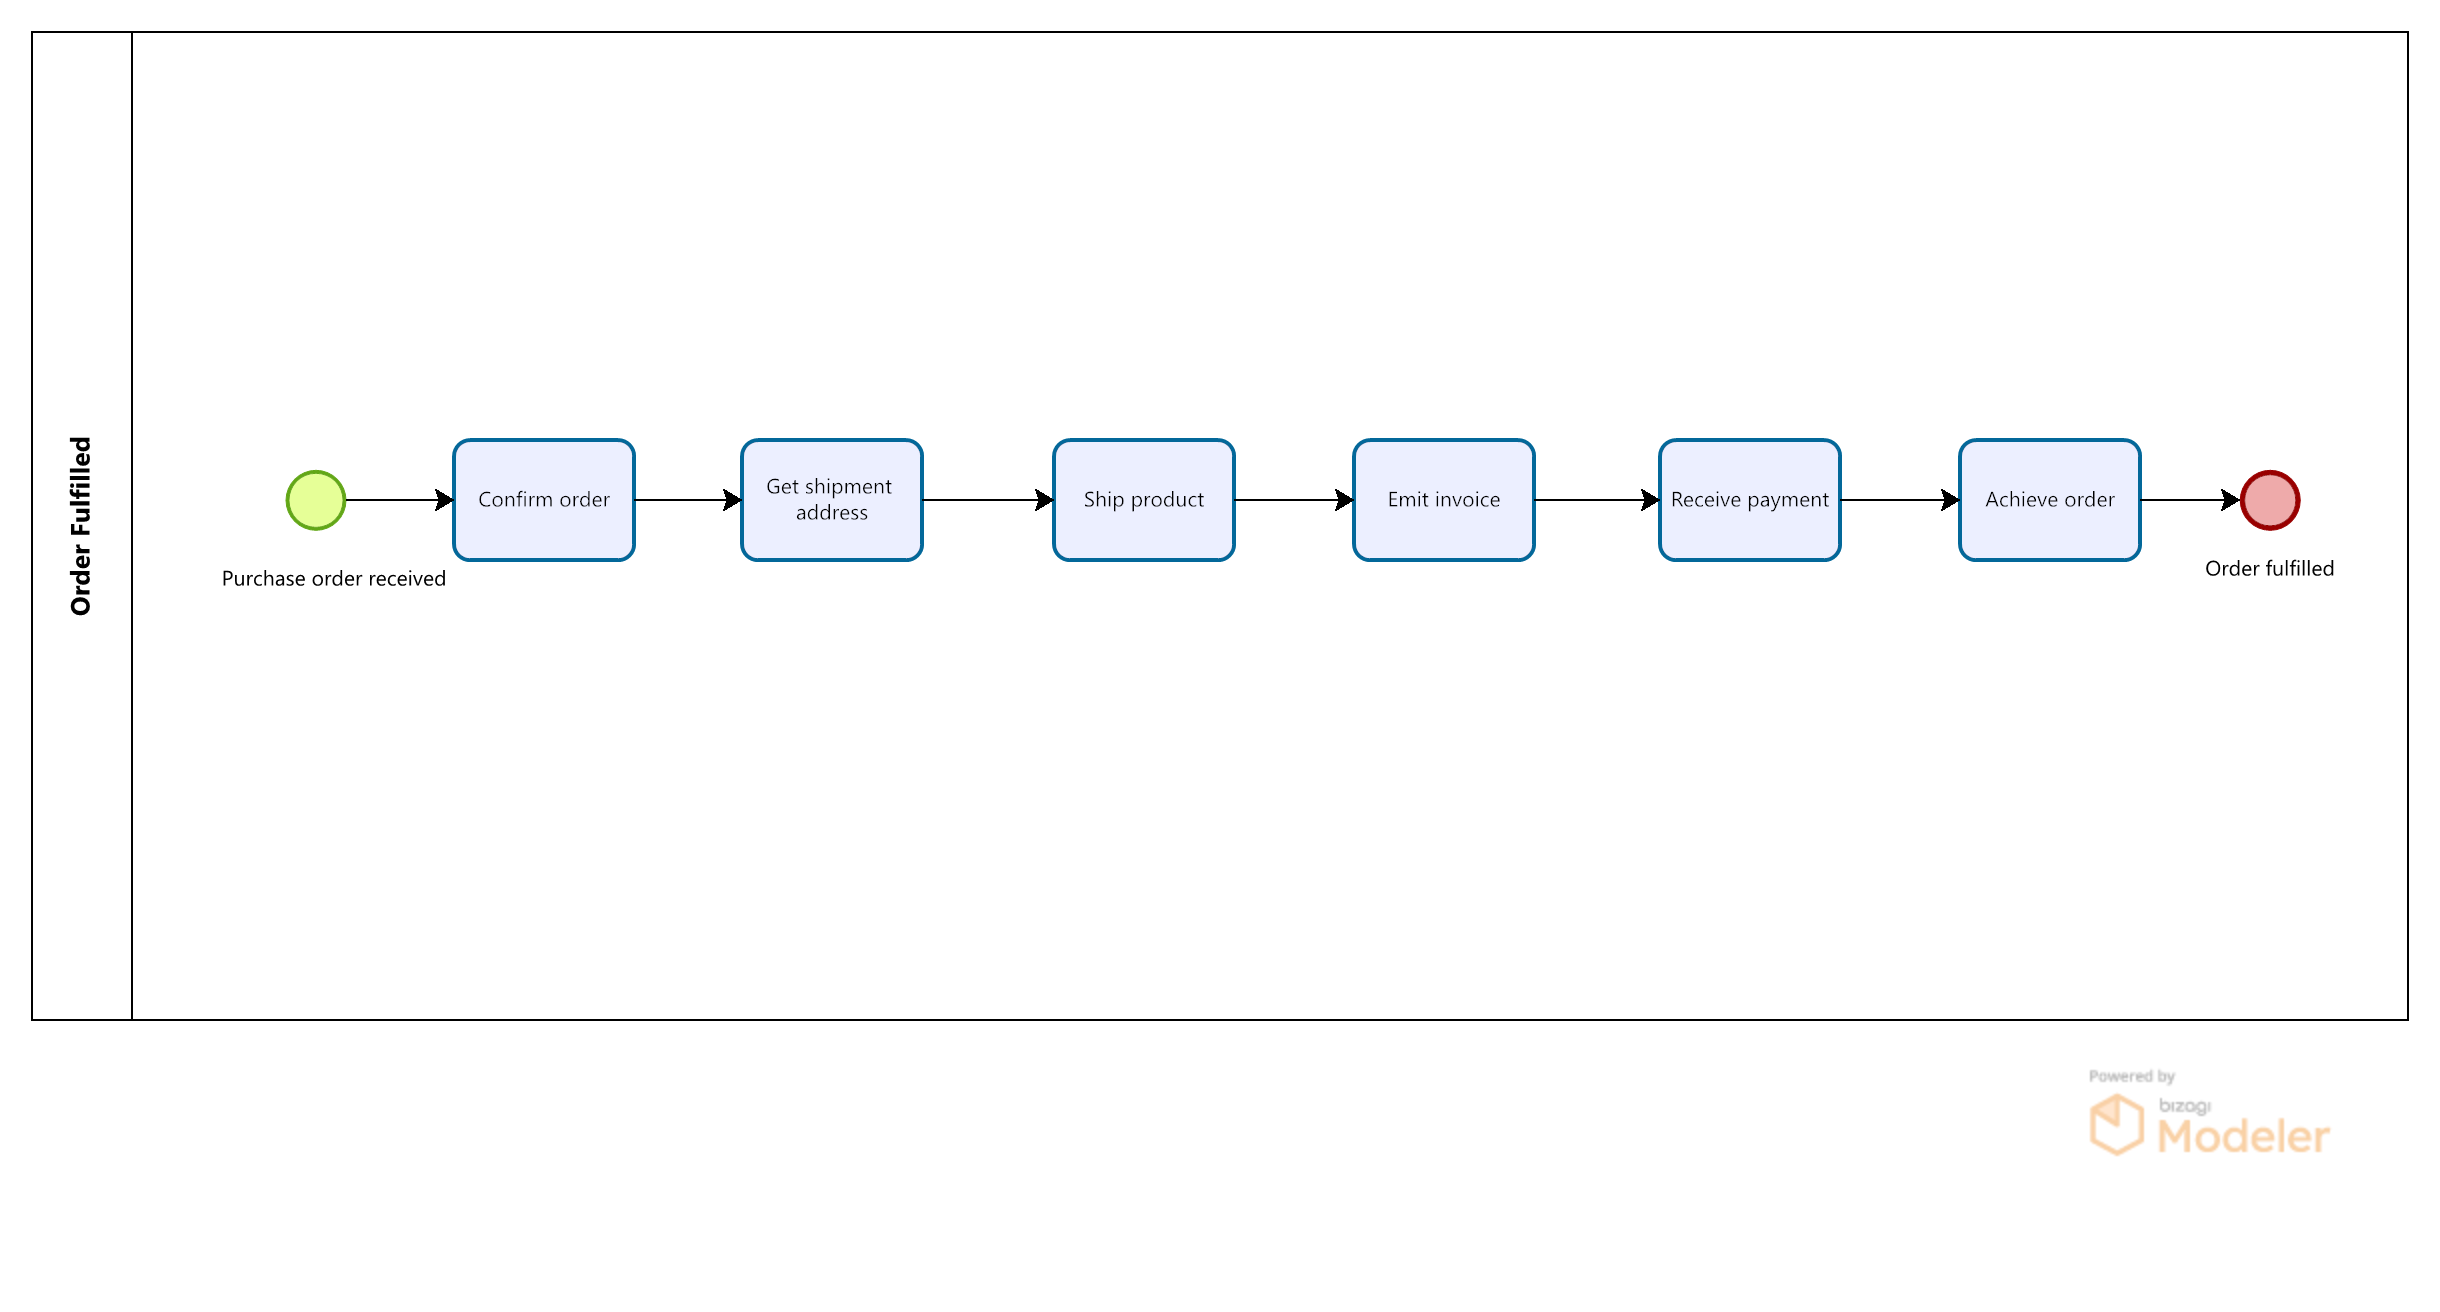 Order Fulfilled
Purchase order received
Confirm order
Get shipment
address
Ship product
Emit invoice
Receive payment
Achieve order
Order fulfilled
Powered by
bizagi
Modeler